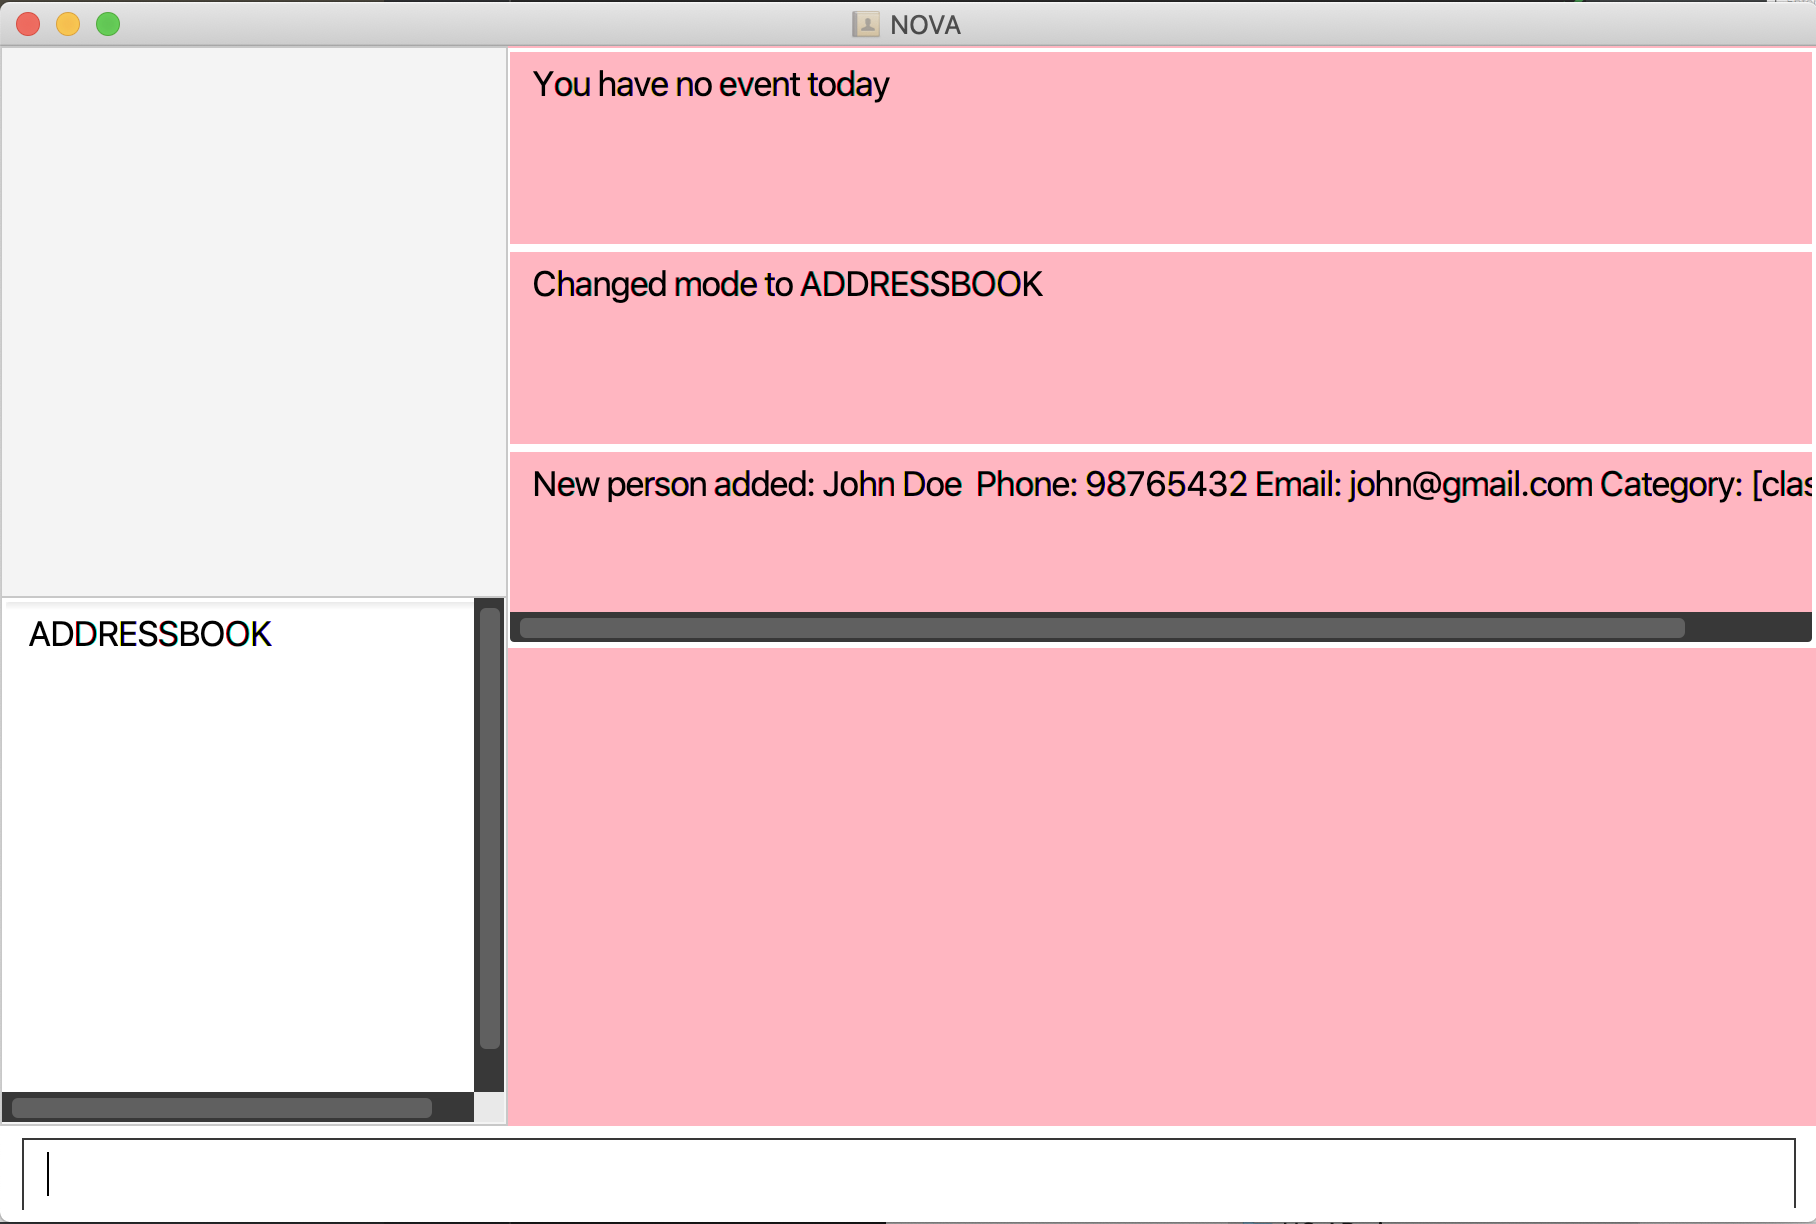 NOVA
You have no event today
Changed mode to ADDRESSBOOK
New person added: John Doe  Phone: 98765432 Email: john@gmail.com Category: [clas
ADDRESSBOOK